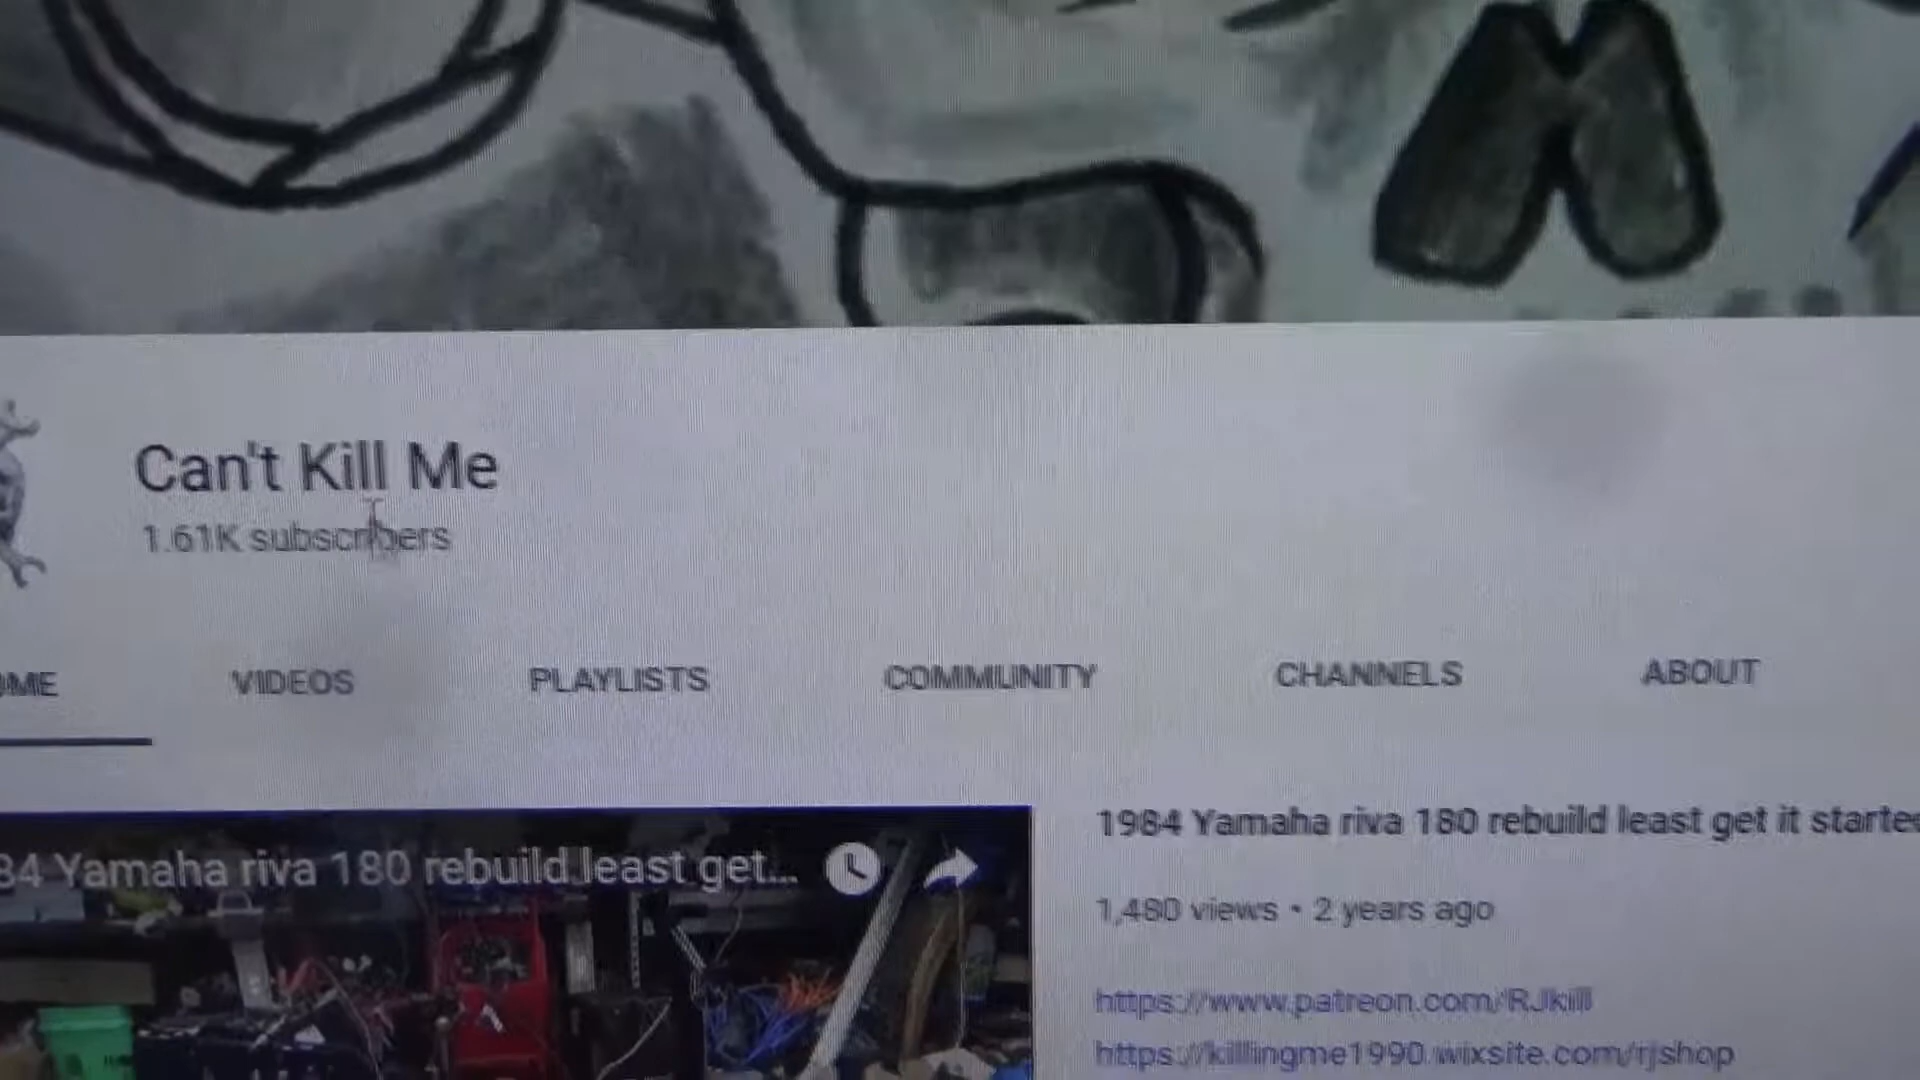 Can't Kill Me
1.61K subscribers
OME
VIDEOS
PLAYLISTS
COMMUNITY
CHANNELS
ABOUT
84 Yamaha riva 180 rebuild least get...
1984 Yamaha riva 180 rebuild least get it starte
1,480 views • 2 years ago
https://www.patreon.com/RJkill
https://killingme1990.wixsite.com/rjshop